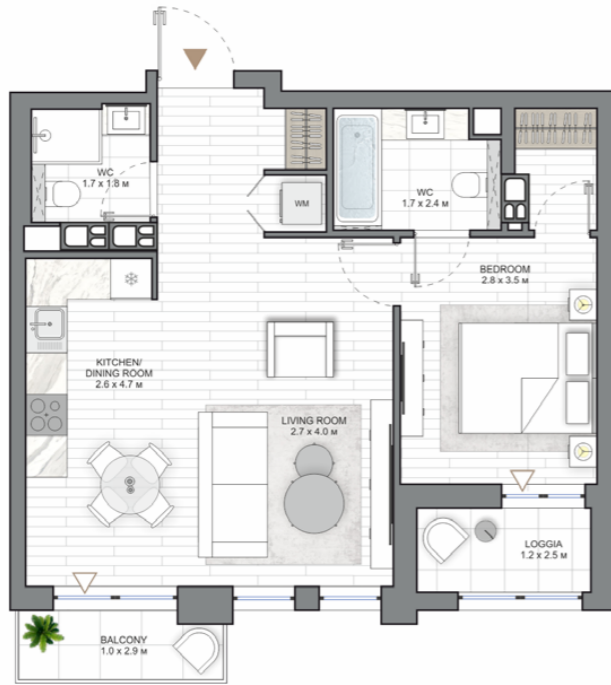 WC
1.7 x 1.8 м
WM
WC
1.7 x 2.4 м
BEDROOM
2.8 x 3.5 м
KITCHEN/
DINING ROOM
2.6 x 4.7 м
LIVING ROOM
2.7 x 4.0 м
LOGGIA
1.2 x 2.5 м
BALCONY
1.0 x 2.9 м